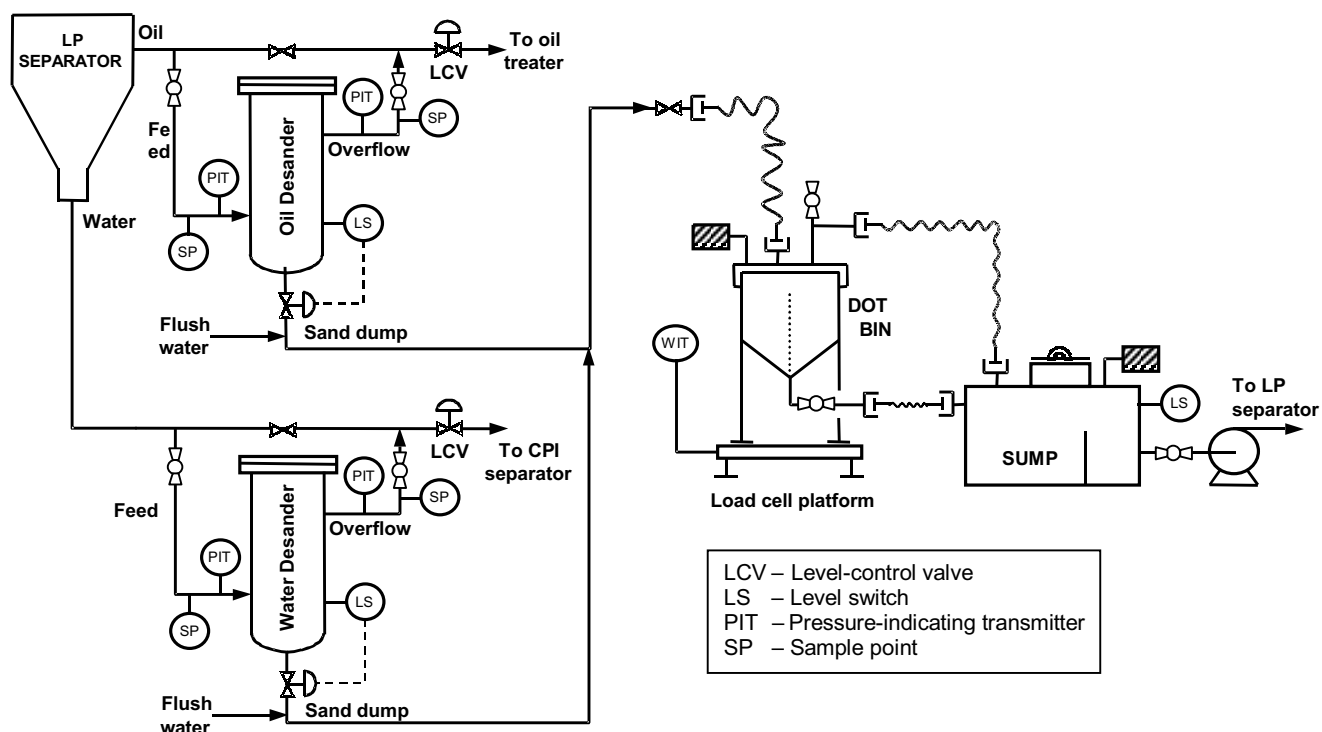 LP
SEPARATOR
Oil
To oil
treater
LCV
PIT
SP
Overflow
Fe
ed
PIT
SP
Oil Desander
LS
Water
Flush
water
Sand dump
DOT
BIN
WIT
Load cell platform
SUMP
LS
To LP
separator
LCV
To CPI
separator
PIT
SP
Overflow
Feed
PIT
SP
Water Desander
LS
Flush
water
Sand dump
LCV – Level-control valve
LS – Level switch
PIT – Pressure-indicating transmitter
SP – Sample point